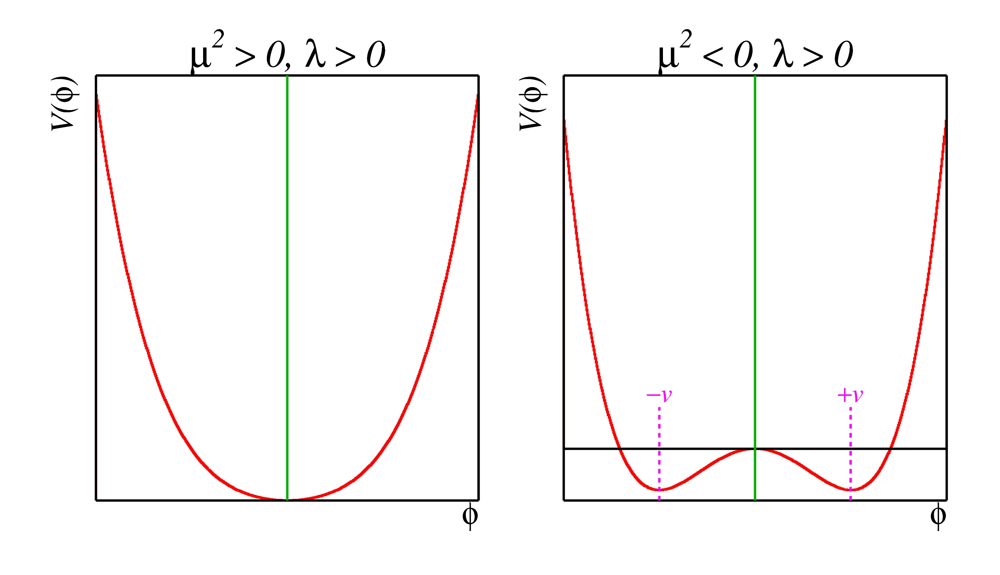 μ² > 0, λ > 0
V(ϕ)
ϕ
μ² < 0, λ > 0
V(ϕ)
−v
+v
ϕ